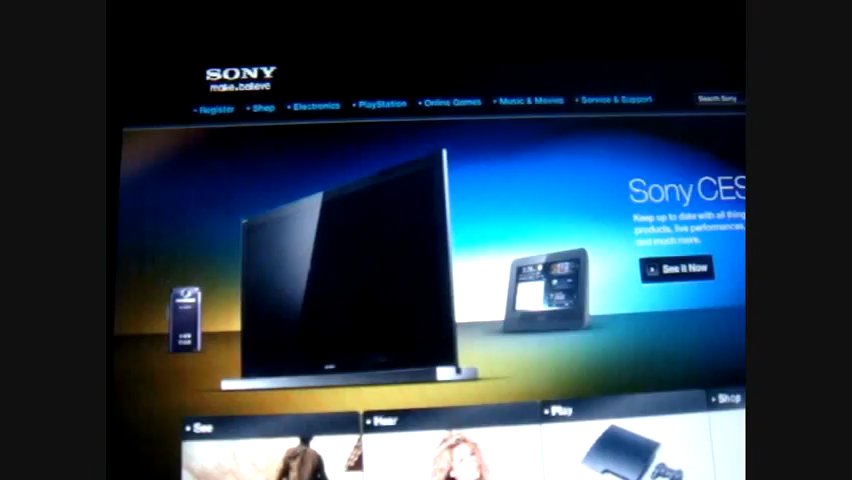 SONY
make.believe
Register Shop Electronics PlayStation Online Games Music & Movies Service & Support Search Sony
Sony CES
Keep up to date with all thing
products, live performances,
and much more.
See It Now
See Hear Play Shop